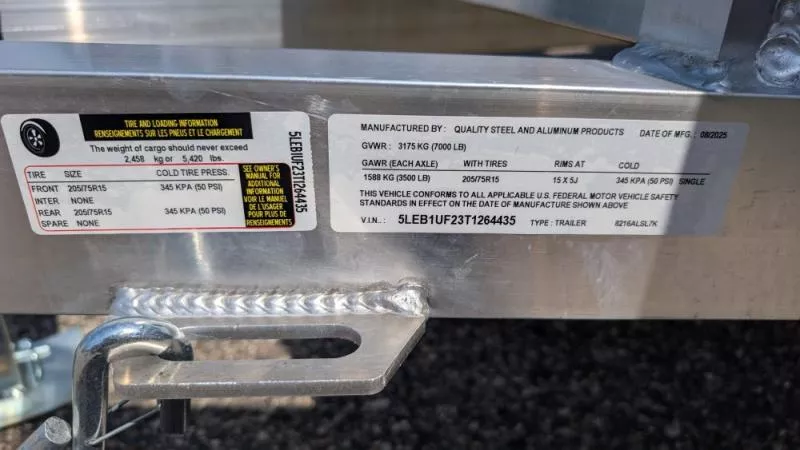 TIRE AND LOADING INFORMATION
RENSEIGNEMENTS SUR LES PNEUS ET LE CHARGEMENT
The weight of cargo should never exceed
2,458 kg or 5,420 lbs.
TIRE SIZE COLD TIRE PRESS.
FRONT 205/75R15 345 KPA (50 PSI)
INTER NONE
REAR 205/75R15 345 KPA (50 PSI)
SPARE NONE
SEE OWNER'S
MANUAL FOR
ADDITIONAL
INFORMATION
VOIR LE MANUEL
DE L'USAGER
POUR PLUS DE
RENSEIGNEMENTS
5LEB1UF23T1264435
MANUFACTURED BY : QUALITY STEEL AND ALUMINUM PRODUCTS DATE OF MFG. : 08/2025
GVWR : 3175 KG (7000 LB)
GAWR (EACH AXLE) WITH TIRES RIMS AT COLD
1588 KG (3500 LB) 205/75R15 15 X 5J 345 KPA (50 PSI) SINGLE
THIS VEHICLE CONFORMS TO ALL APPLICABLE U.S. FEDERAL MOTOR VEHICLE SAFETY
STANDARDS IN EFFECT ON THE DATE OF MANUFACTURE SHOWN ABOVE
V.I.N. : 5LEB1UF23T1264435 TYPE : TRAILER 8216ALSL7K